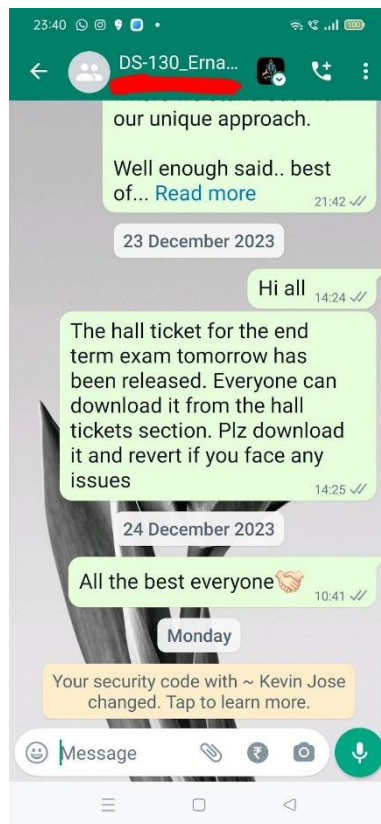 23:40
100
DS-130_Erna...
our unique approach.
Well enough said.. best
of... Read more
21:42
23 December 2023
Hi all
14:24
The hall ticket for the end
term exam tomorrow has
been released. Everyone can
download it from the hall
tickets section. Plz download
it and revert if you face any
issues
14:25
24 December 2023
All the best everyone🤝🏻
10:41
Monday
Your security code with ~ Kevin Jose
changed. Tap to learn more.
Message
₹